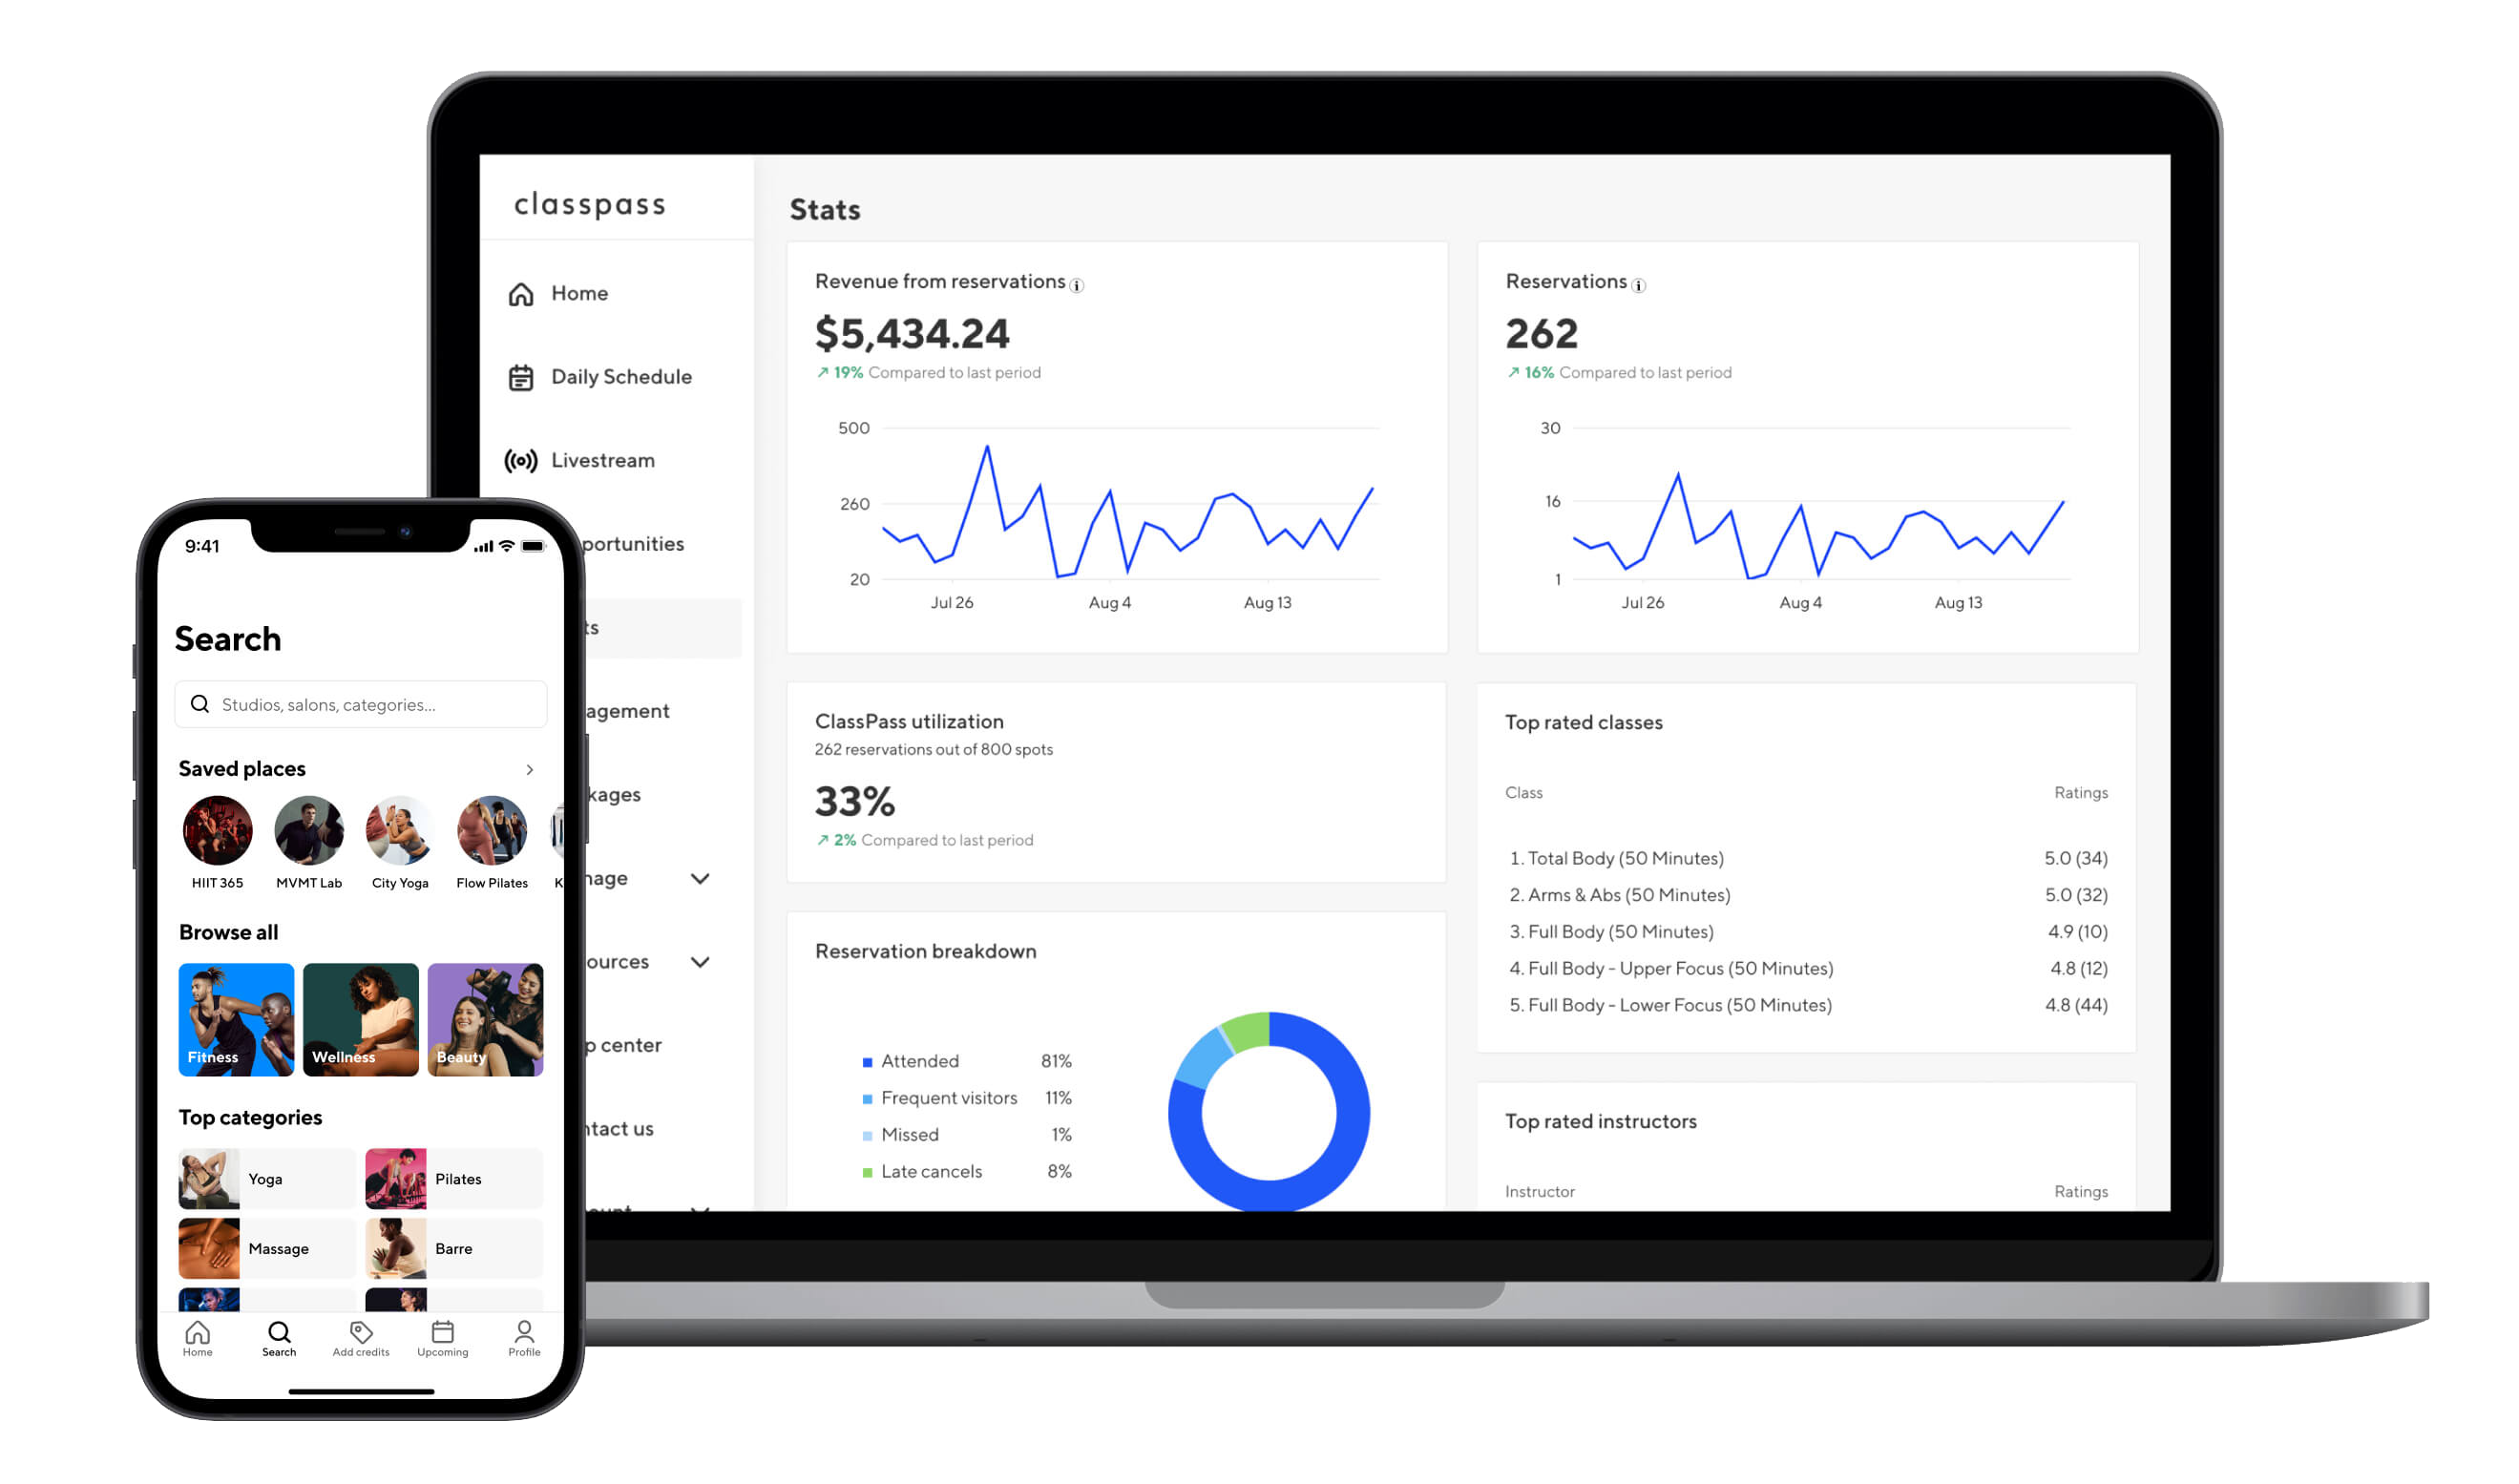 classpass
Home
Daily Schedule
Livestream
portunities
ts
agement
kages
nage
ources
p center
ntact us
ount
Stats
Revenue from reservations
$5,434.24
19% Compared to last period
500
260
20
Jul 26 Aug 4 Aug 13
Reservations
262
16% Compared to last period
30
16
1
Jul 26 Aug 4 Aug 13
ClassPass utilization
262 reservations out of 800 spots
33%
2% Compared to last period
Reservation breakdown
Attended 81%
Frequent visitors 11%
Missed 1%
Late cancels 8%
Top rated classes
Class Ratings
1. Total Body (50 Minutes) 5.0 (34)
2. Arms & Abs (50 Minutes) 5.0 (32)
3. Full Body (50 Minutes) 4.9 (10)
4. Full Body - Upper Focus (50 Minutes) 4.8 (12)
5. Full Body - Lower Focus (50 Minutes) 4.8 (44)
Top rated instructors
Instructor Ratings
9:41
Search
Studios, salons, categories...
Saved places
HIIT 365 MVMT Lab City Yoga Flow Pilates K
Browse all
Fitness Wellness Beauty
Top categories
Yoga Pilates
Massage Barre
Home Search Add credits Upcoming Profile